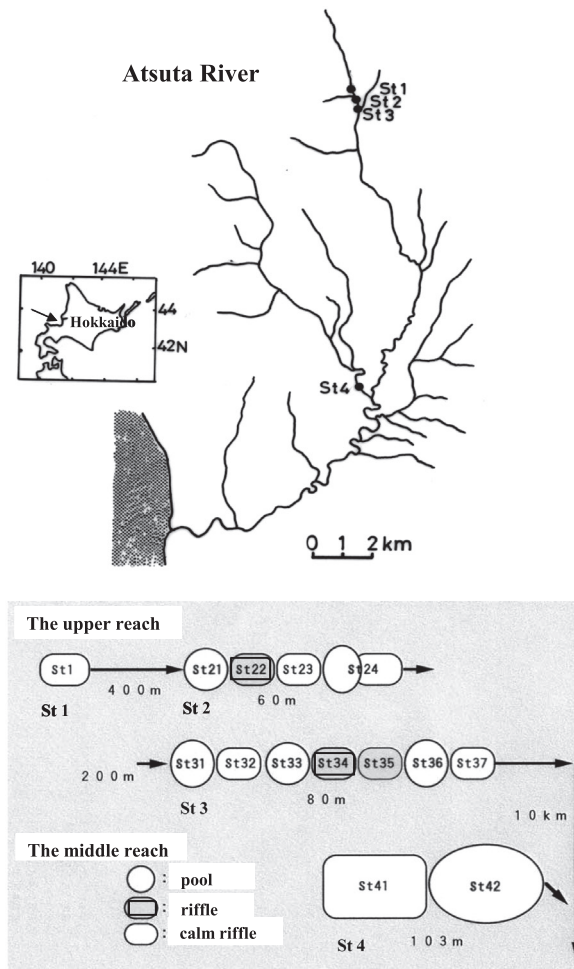 Atsuta River
St1
St2
St3
140 144E
44
Hokkaido
42N
St4
0 1 2 km
The upper reach
St1 St21 St22 St23 St24
400m 60m
St 1 St 2
St31 St32 St33 St34 St35 St36 St37
200m 80m
St 3
10km
The middle reach
: pool
: riffle
: calm riffle
St41 St42
St 4 103m